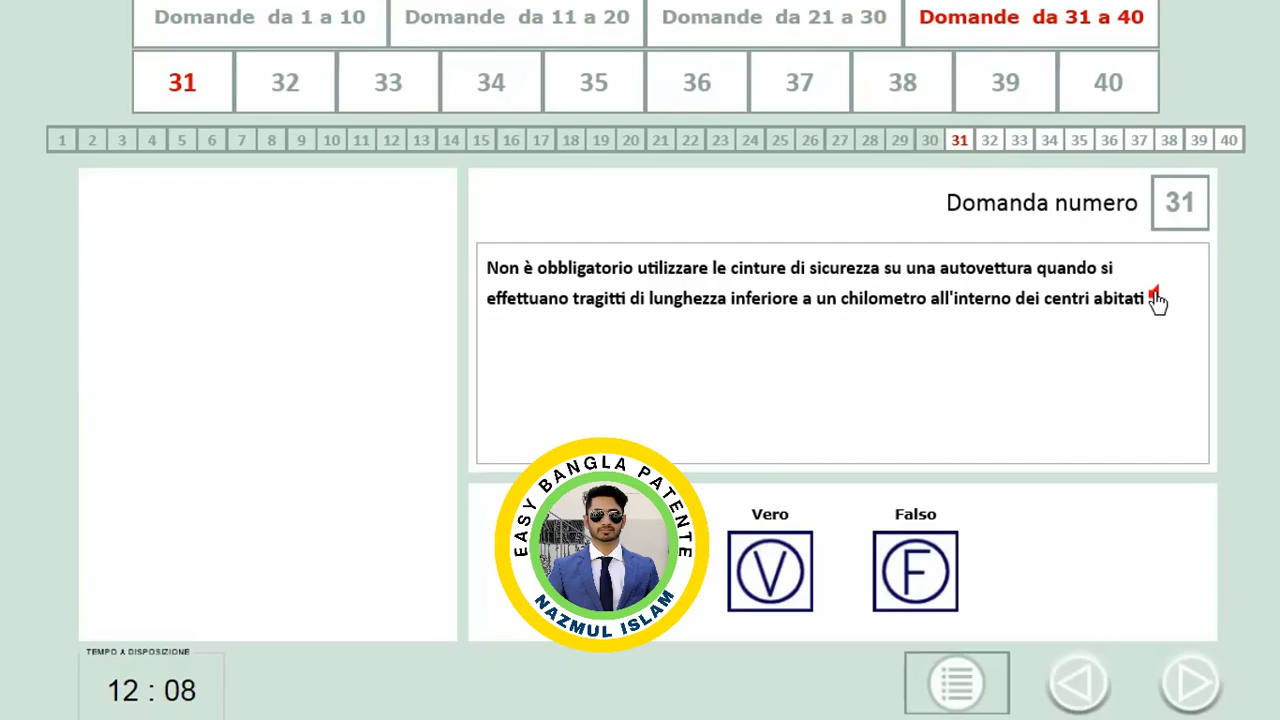 Domande da 1 a 10
Domande da 11 a 20
Domande da 21 a 30
Domande da 31 a 40
31 32 33 34 35 36 37 38 39 40
1 2 3 4 5 6 7 8 9 10 11 12 13 14 15 16 17 18 19 20 21 22 23 24 25 26 27 28 29 30 31 32 33 34 35 36 37 38 39 40
Domanda numero 31
Non è obbligatorio utilizzare le cinture di sicurezza su una autovettura quando si
effettuano tragitti di lunghezza inferiore a un chilometro all'interno dei centri abitati
EASY BANGLA PATENTE
NAZMUL ISLAM
Vero
Falso
V
F
TEMPO A DISPOSIZIONE
12 : 08